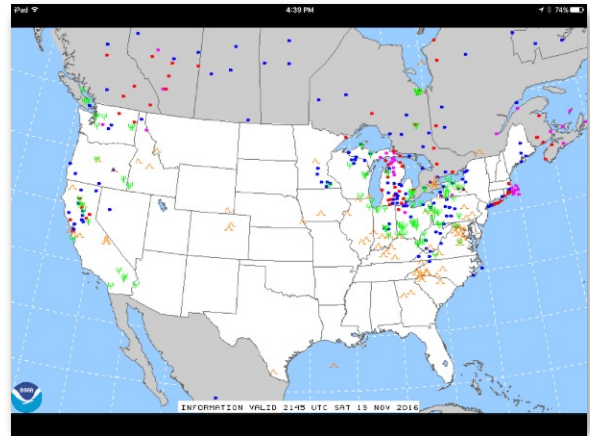 iPad 4:39 PM 74%
NOAA
INFORMATION VALID 2145 UTC SAT 19 NOV 2016